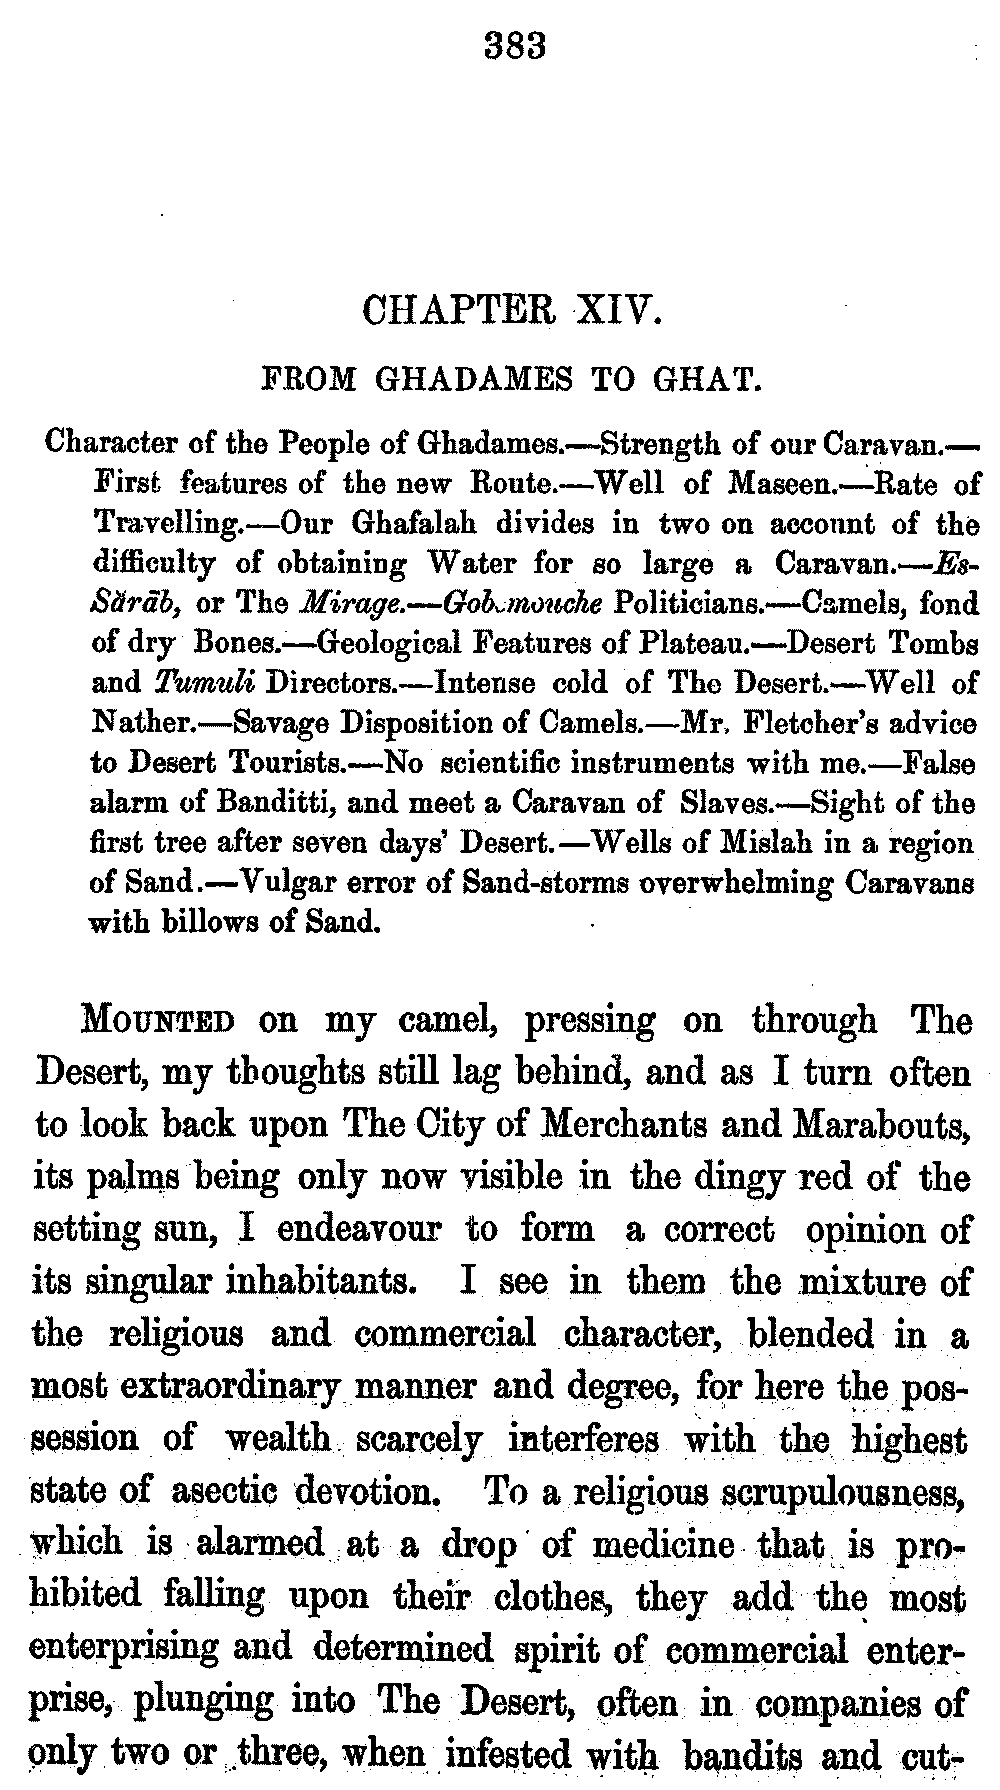 383
CHAPTER XIV.
FROM GHADAMES TO GHAT.
Character of the People of Ghadames.—Strength of our Caravan.—
First features of the new Route.—Well of Maseen.—Rate of
Travelling.—Our Ghafalah divides in two on account of the
difficulty of obtaining Water for so large a Caravan.—Es-
Sărāb, or The Mirage.—Gobemouche Politicians.—Camels, fond
of dry Bones.—Geological Features of Plateau.—Desert Tombs
and Tumuli Directors.—Intense cold of The Desert.—Well of
Nather.—Savage Disposition of Camels.—Mr. Fletcher's advice
to Desert Tourists.—No scientific instruments with me.—False
alarm of Banditti, and meet a Caravan of Slaves.—Sight of the
first tree after seven days' Desert.—Wells of Mislah in a region
of Sand.—Vulgar error of Sand-storms overwhelming Caravans
with billows of Sand.
MOUNTED on my camel, pressing on through The
Desert, my thoughts still lag behind, and as I turn often
to look back upon The City of Merchants and Marabouts,
its palms being only now visible in the dingy red of the
setting sun, I endeavour to form a correct opinion of
its singular inhabitants. I see in them the mixture of
the religious and commercial character, blended in a
most extraordinary manner and degree, for here the pos-
session of wealth scarcely interferes with the highest
state of asectic devotion. To a religious scrupulousness,
which is alarmed at a drop of medicine that is pro-
hibited falling upon their clothes, they add the most
enterprising and determined spirit of commercial enter-
prise, plunging into The Desert, often in companies of
only two or three, when infested with bandits and cut-